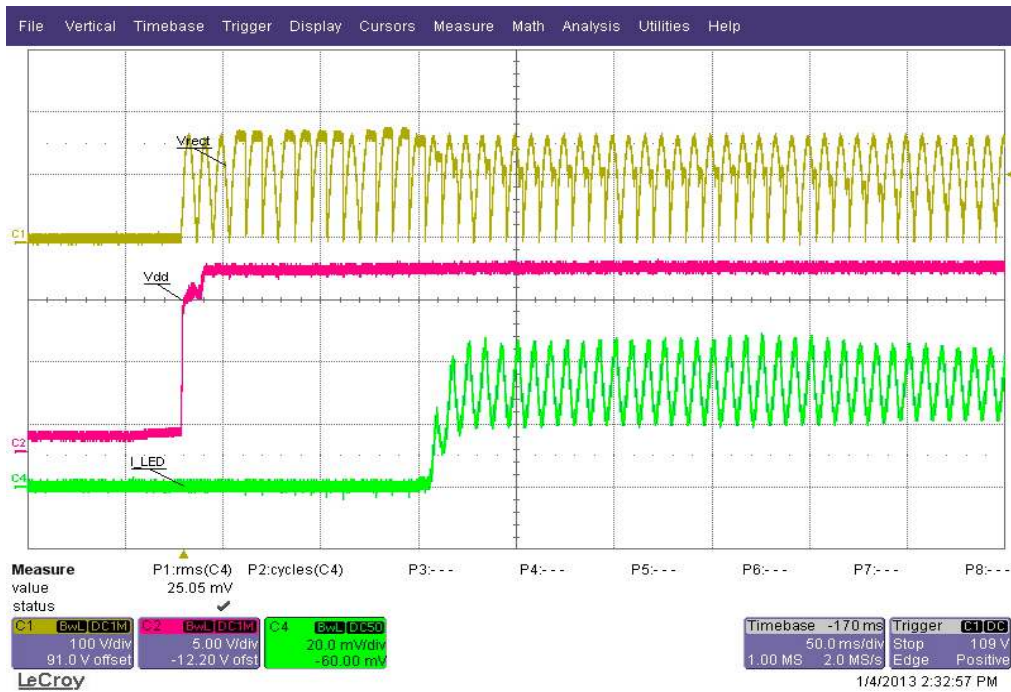 File Vertical Timebase Trigger Display Cursors Measure Math Analysis Utilities Help
Vrect
C1
Vdd
C2
I_LED
C4
Measure P1:rms(C4) P2:cycles(C4) P3:- - - P4:- - - P5:- - - P6:- - - P7:- - - P8:- - -
value 25.05 mV
status
C1 BwL DC1M C2 BwL DC1M C4 BwL DC50 Timebase -170 ms Trigger C1 DC
100 V/div 5.00 V/div 20.0 mV/div 50.0 ms/div Stop 109 V
91.0 V offset -12.20 V ofst -60.00 mV 1.00 MS 2.0 MS/s Edge Positive
LeCroy 1/4/2013 2:32:57 PM